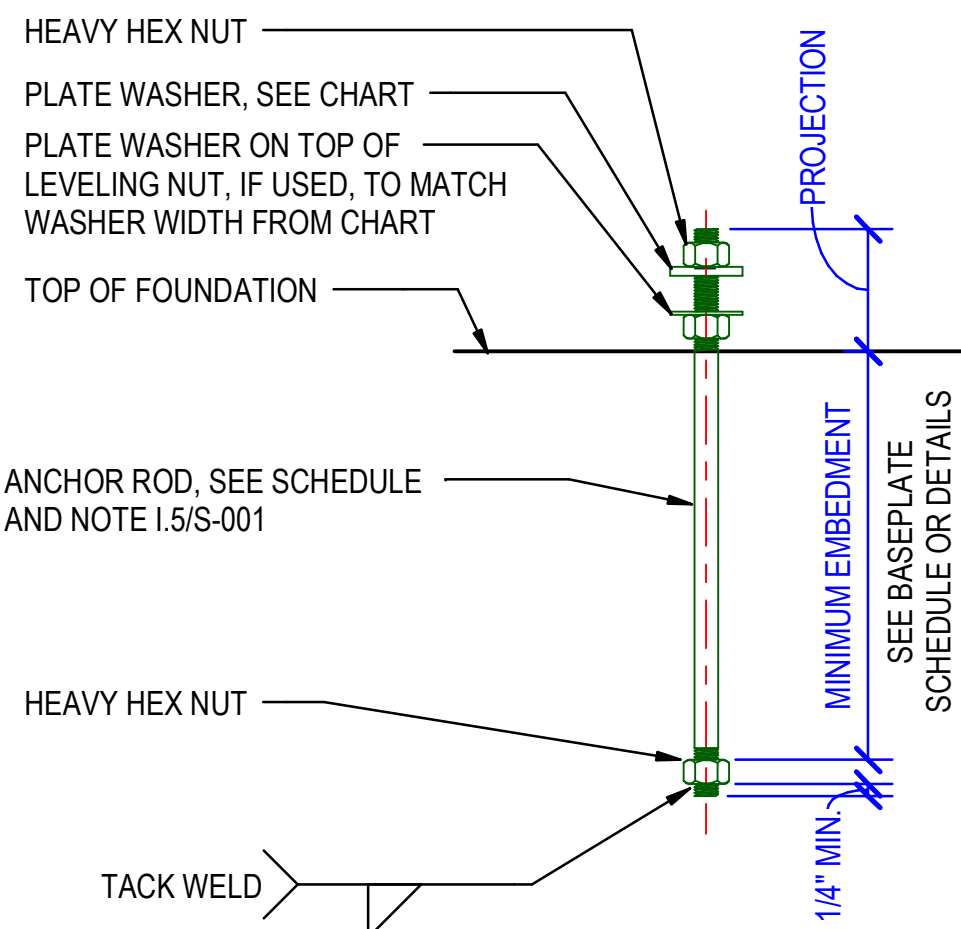 HEAVY HEX NUT
PLATE WASHER, SEE CHART
PLATE WASHER ON TOP OF
LEVELING NUT, IF USED, TO MATCH
WASHER WIDTH FROM CHART
TOP OF FOUNDATION
ANCHOR ROD, SEE SCHEDULE
AND NOTE I.5/S-001
HEAVY HEX NUT
TACK WELD
PROJECTION
MINIMUM EMBEDMENT
SEE BASEPLATE
SCHEDULE OR DETAILS
1/4" MIN.